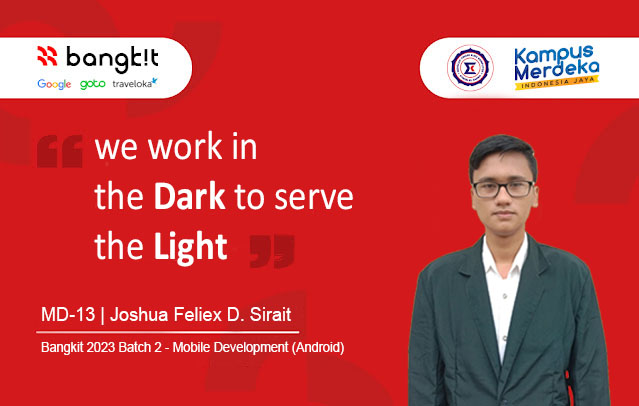 bangk!t
Google goto traveloka
Kampus
Merdeka
INDONESIA JAYA
we work in
the Dark to serve
the Light
MD-13 | Joshua Feliex D. Sirait
Bangkit 2023 Batch 2 - Mobile Development (Android)